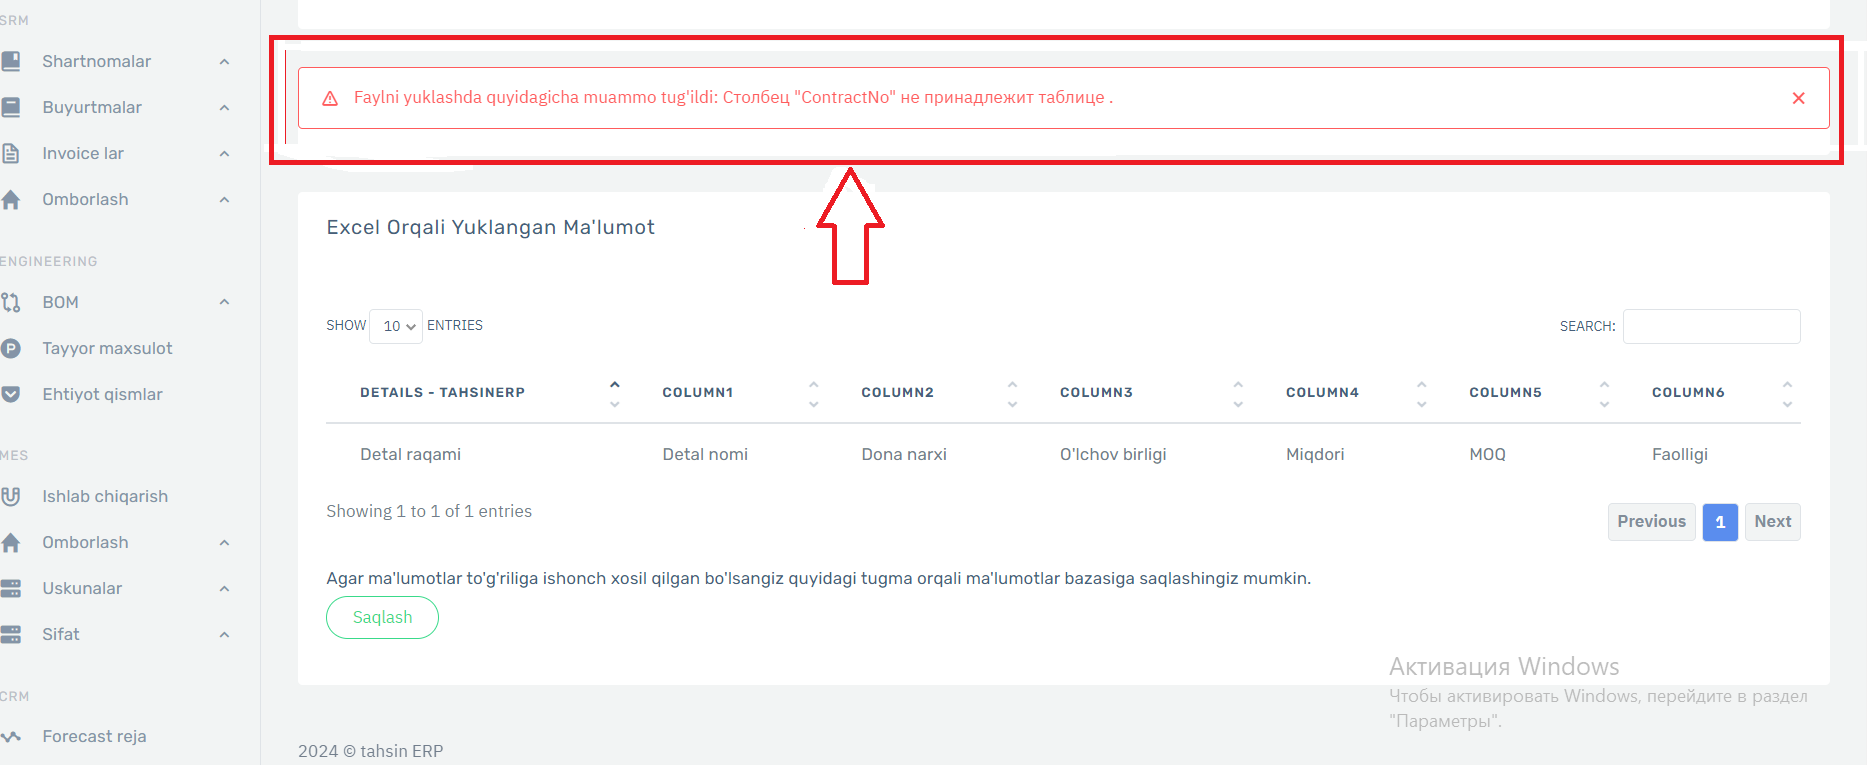 SRM
Shartnomalar
Buyurtmalar
Invoice lar
Omborlash
ENGINEERING
BOM
Tayyor maxsulot
Ehtiyot qismlar
MES
Ishlab chiqarish
Omborlash
Uskunalar
Sifat
CRM
Forecast reja
Faylni yuklashda quyidagicha muammo tug'ildi: Столбец "ContractNo" не принадлежит таблице .
Excel Orqali Yuklangan Ma'lumot
SHOW 10 ENTRIES
SEARCH:
DETAILS - TAHSINERP COLUMN1 COLUMN2 COLUMN3 COLUMN4 COLUMN5 COLUMN6
Detal raqami Detal nomi Dona narxi O'lchov birligi Miqdori MOQ Faolligi
Showing 1 to 1 of 1 entries
Previous 1 Next
Agar ma'lumotlar to'g'riliga ishonch xosil qilgan bo'lsangiz quyidagi tugma orqali ma'lumotlar bazasiga saqlashingiz mumkin.
Saqlash
Активация Windows
Чтобы активировать Windows, перейдите в раздел
"Параметры".
2024 © tahsin ERP